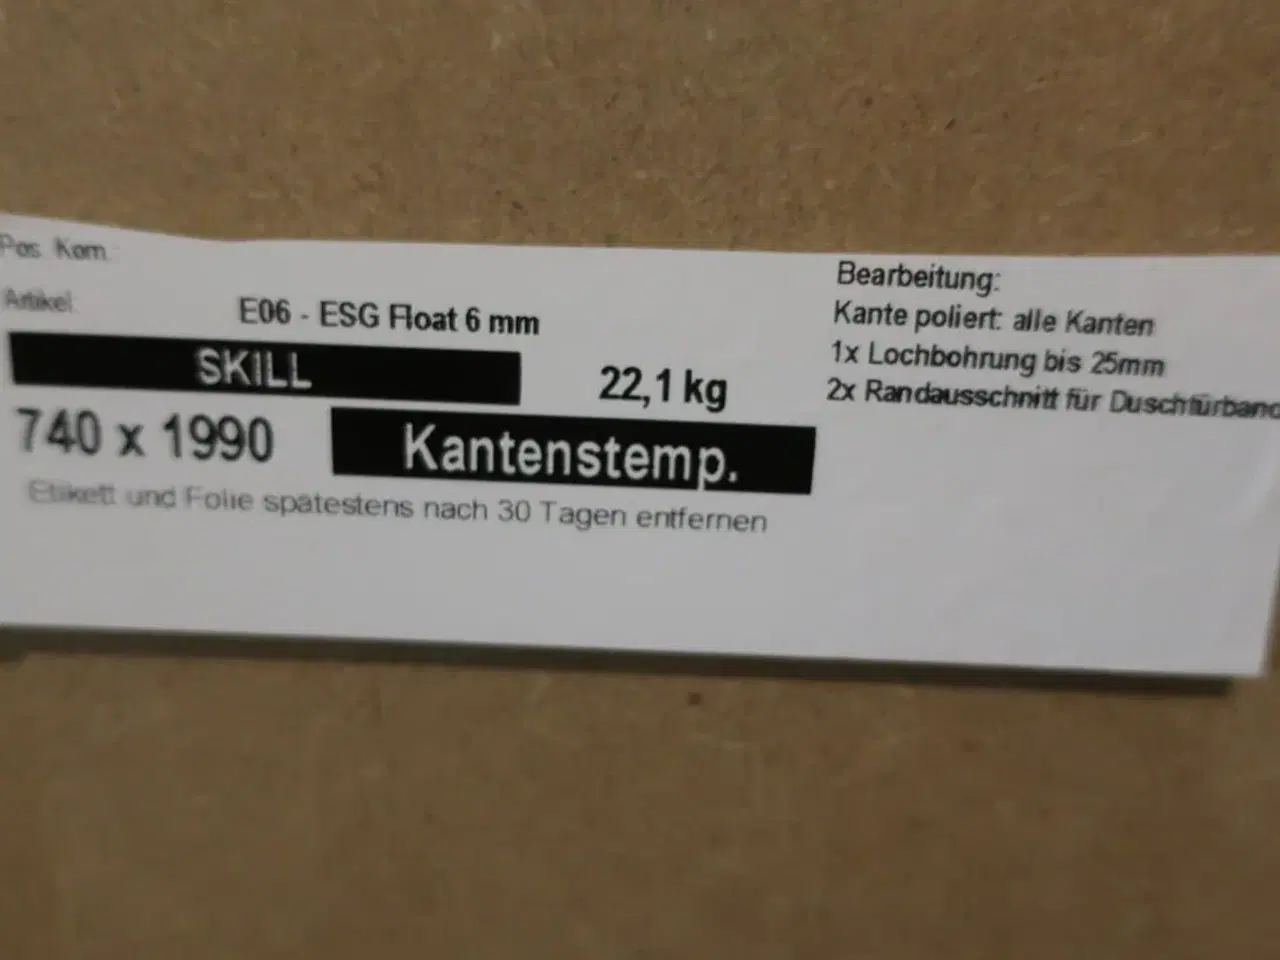 Pos. Kom.
Artikel
E06 - ESG Float 6 mm
SKILL
22,1 kg
740 x 1990
Kantenstemp.
Etikett und Folie spätestens nach 30 Tagen entfernen
Bearbeitung:
Kante poliert: alle Kanten
1x Lochbohrung bis 25mm
2x Randausschnitt für Duschtürband